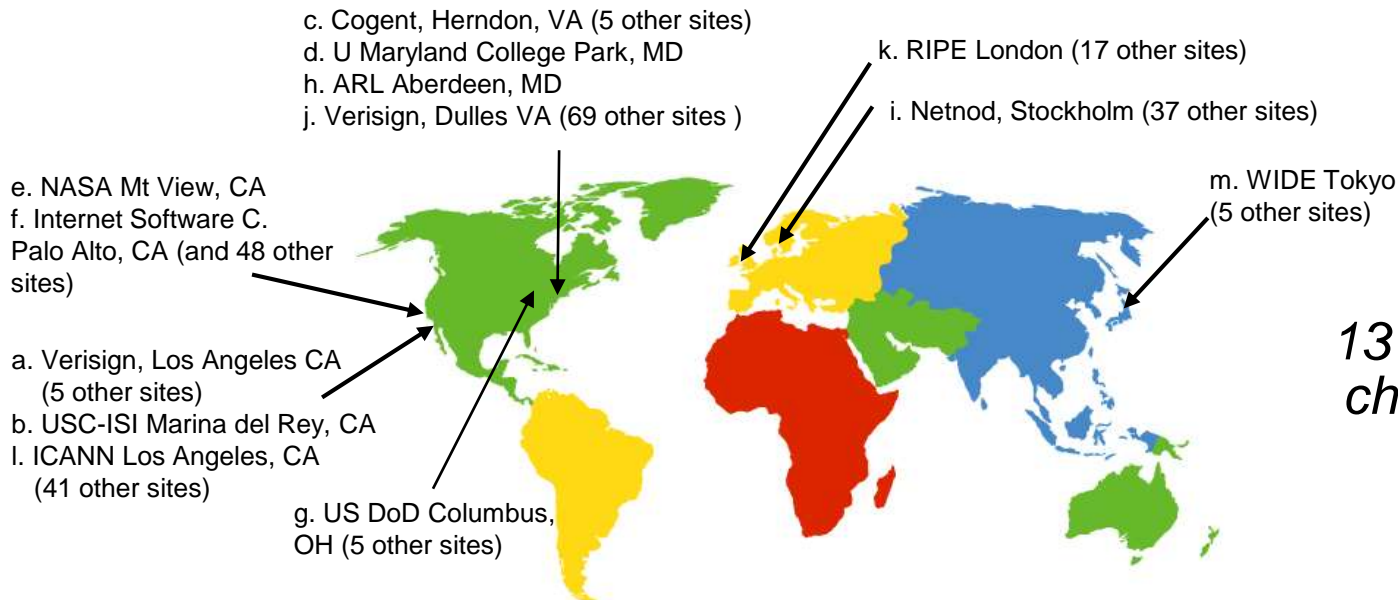 c. Cogent, Herndon, VA (5 other sites)
d. U Maryland College Park, MD
h. ARL Aberdeen, MD
j. Verisign, Dulles VA (69 other sites )
k. RIPE London (17 other sites)
i. Netnod, Stockholm (37 other sites)
m. WIDE Tokyo
(5 other sites)
e. NASA Mt View, CA
f. Internet Software C.
Palo Alto, CA (and 48 other
sites)
a. Verisign, Los Angeles CA
(5 other sites)
b. USC-ISI Marina del Rey, CA
l. ICANN Los Angeles, CA
(41 other sites)
g. US DoD Columbus,
OH (5 other sites)
13
ch